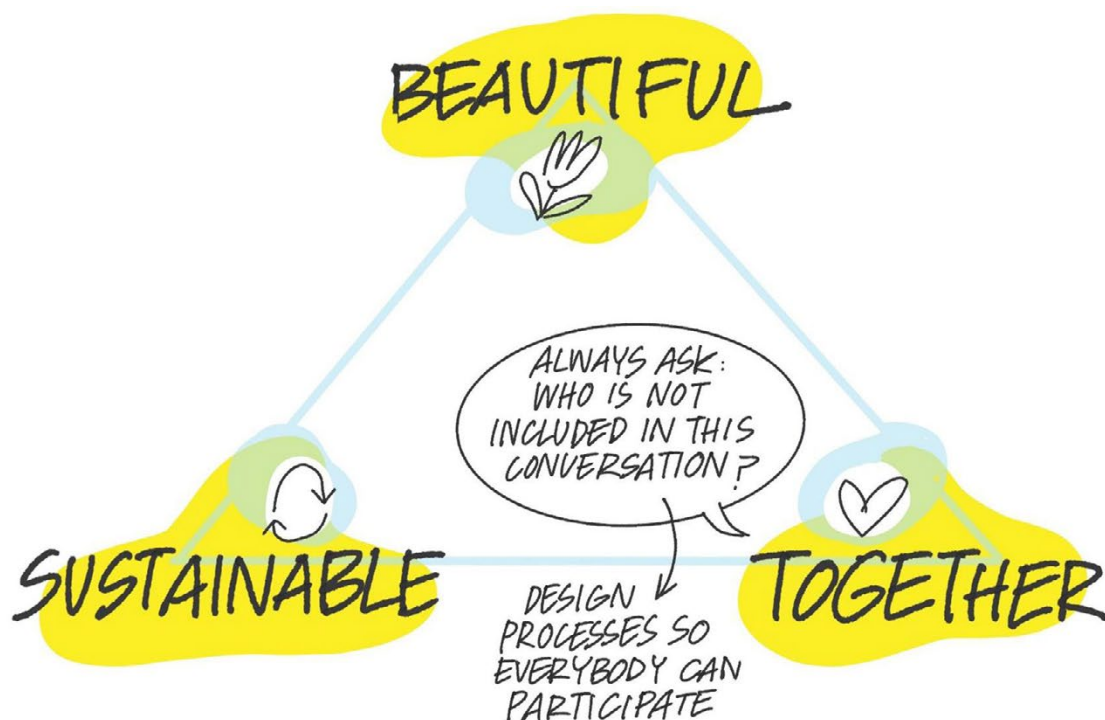 BEAUTIFUL
ALWAYS ASK:
WHO IS NOT
INCLUDED IN THIS
CONVERSATION?
SUSTAINABLE
TOGETHER
DESIGN
PROCESSES SO
EVERYBODY CAN
PARTICIPATE